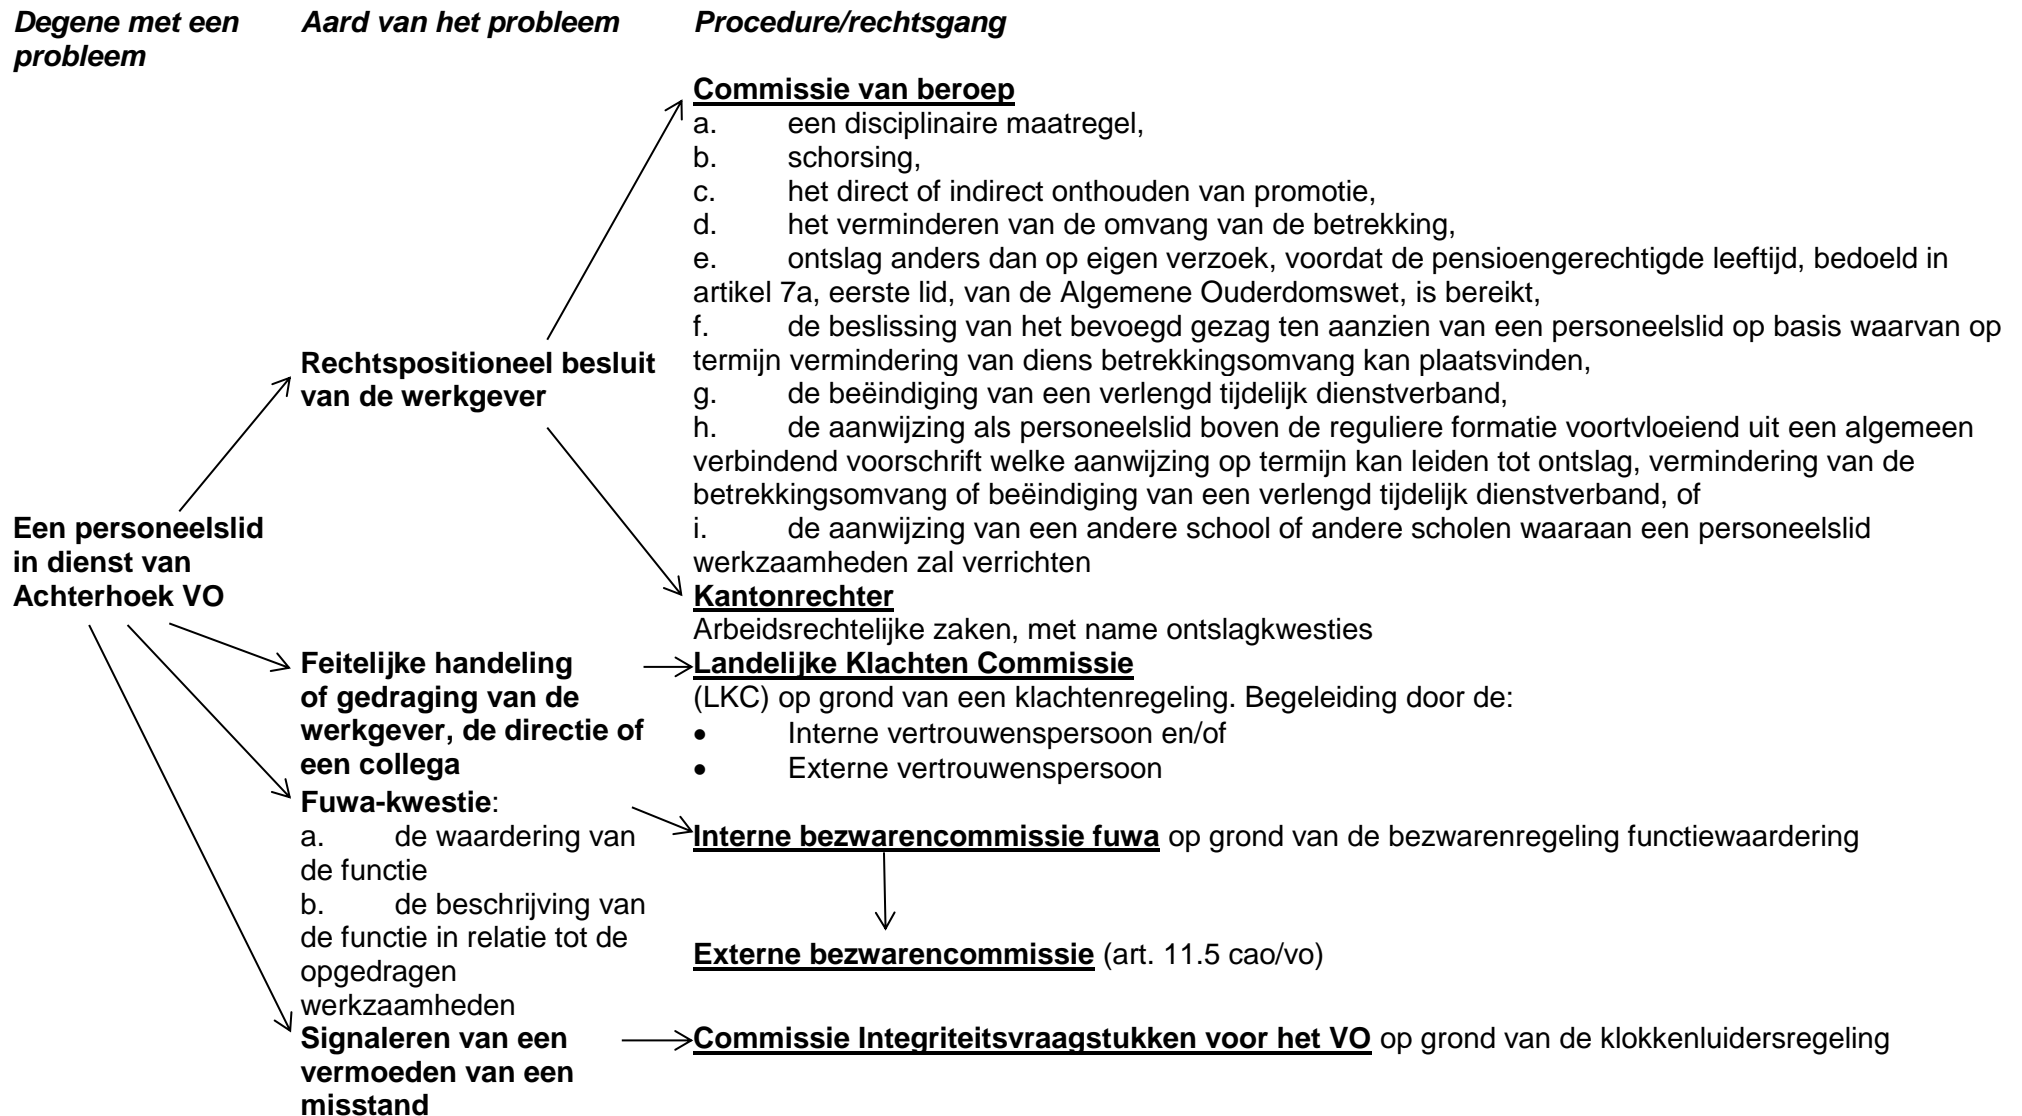 Degene met een probleem
Aard van het probleem
Procedure/rechtsgang
Een personeelslid
in dienst van
Achterhoek VO
Rechtspositioneel besluit
van de werkgever
Commissie van beroep
a. een disciplinaire maatregel,
b. schorsing,
c. het direct of indirect onthouden van promotie,
d. het verminderen van de omvang van de betrekking,
e. ontslag anders dan op eigen verzoek, voordat de pensioengerechtigde leeftijd, bedoeld in
artikel 7a, eerste lid, van de Algemene Ouderdomswet, is bereikt,
f. de beslissing van het bevoegd gezag ten aanzien van een personeelslid op basis waarvan op
termijn vermindering van diens betrekkingsomvang kan plaatsvinden,
g. de beëindiging van een verlengd tijdelijk dienstverband,
h. de aanwijzing als personeelslid boven de reguliere formatie voortvloeiend uit een algemeen
verbindend voorschrift welke aanwijzing op termijn kan leiden tot ontslag, vermindering van de
betrekkingsomvang of beëindiging van een verlengd tijdelijk dienstverband, of
i. de aanwijzing van een andere school of andere scholen waaraan een personeelslid
werkzaamheden zal verrichten
Kantonrechter
Arbeidsrechtelijke zaken, met name ontslagkwesties
Feitelijke handeling
of gedraging van de
werkgever, de directie of
een collega
Landelijke Klachten Commissie
(LKC) op grond van een klachtenregeling. Begeleiding door de:
• Interne vertrouwenspersoon en/of
• Externe vertrouwenspersoon
Fuwa-kwestie:
a. de waardering van
de functie
b. de beschrijving van
de functie in relatie tot de
opgedragen
werkzaamheden
Interne bezwarencommissie fuwa op grond van de bezwarenregeling functiewaardering
Externe bezwarencommissie (art. 11.5 cao/vo)
Signaleren van een
vermoeden van een
misstand
Commissie Integriteitsvraagstukken voor het VO op grond van de klokkenluidersregeling